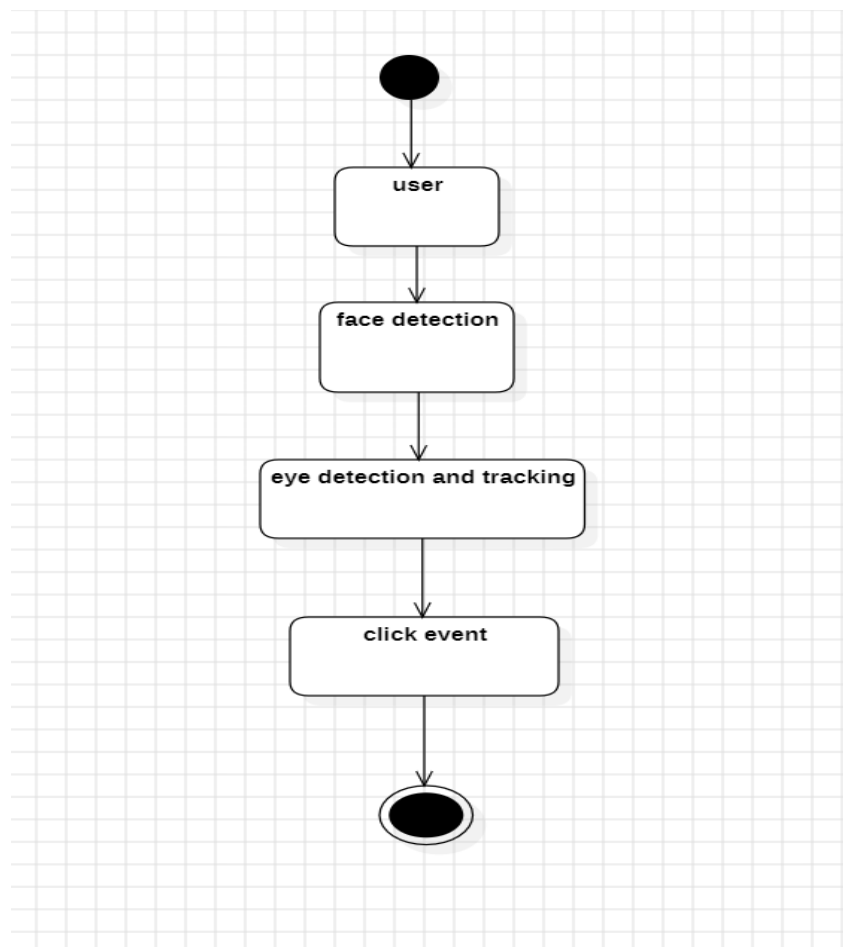 user
face detection
eye detection and tracking
click event